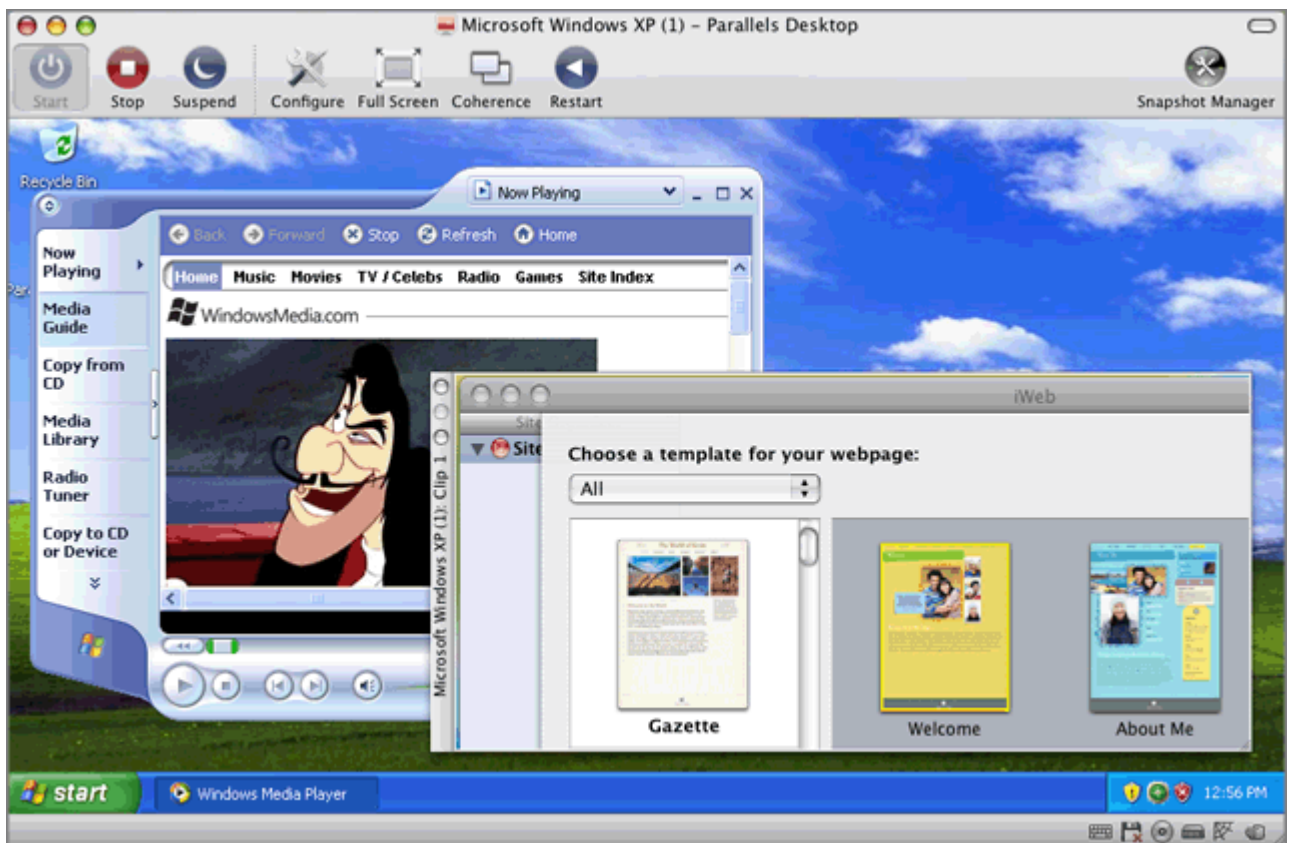 Microsoft Windows XP (1) – Parallels Desktop
Start Stop Suspend Configure Full Screen Coherence Restart Snapshot Manager
Recycle Bin
Now Playing
Back Forward Stop Refresh Home
Now
Playing
Media
Guide
Copy from
CD
Media
Library
Radio
Tuner
Copy to CD
or Device
Home Music Movies TV / Celebs Radio Games Site Index
WindowsMedia.com
Microsoft Windows XP (1): Clip 1
iWeb
Site
Choose a template for your webpage:
All
Gazette
Welcome
About Me
start
Windows Media Player
12:56 PM